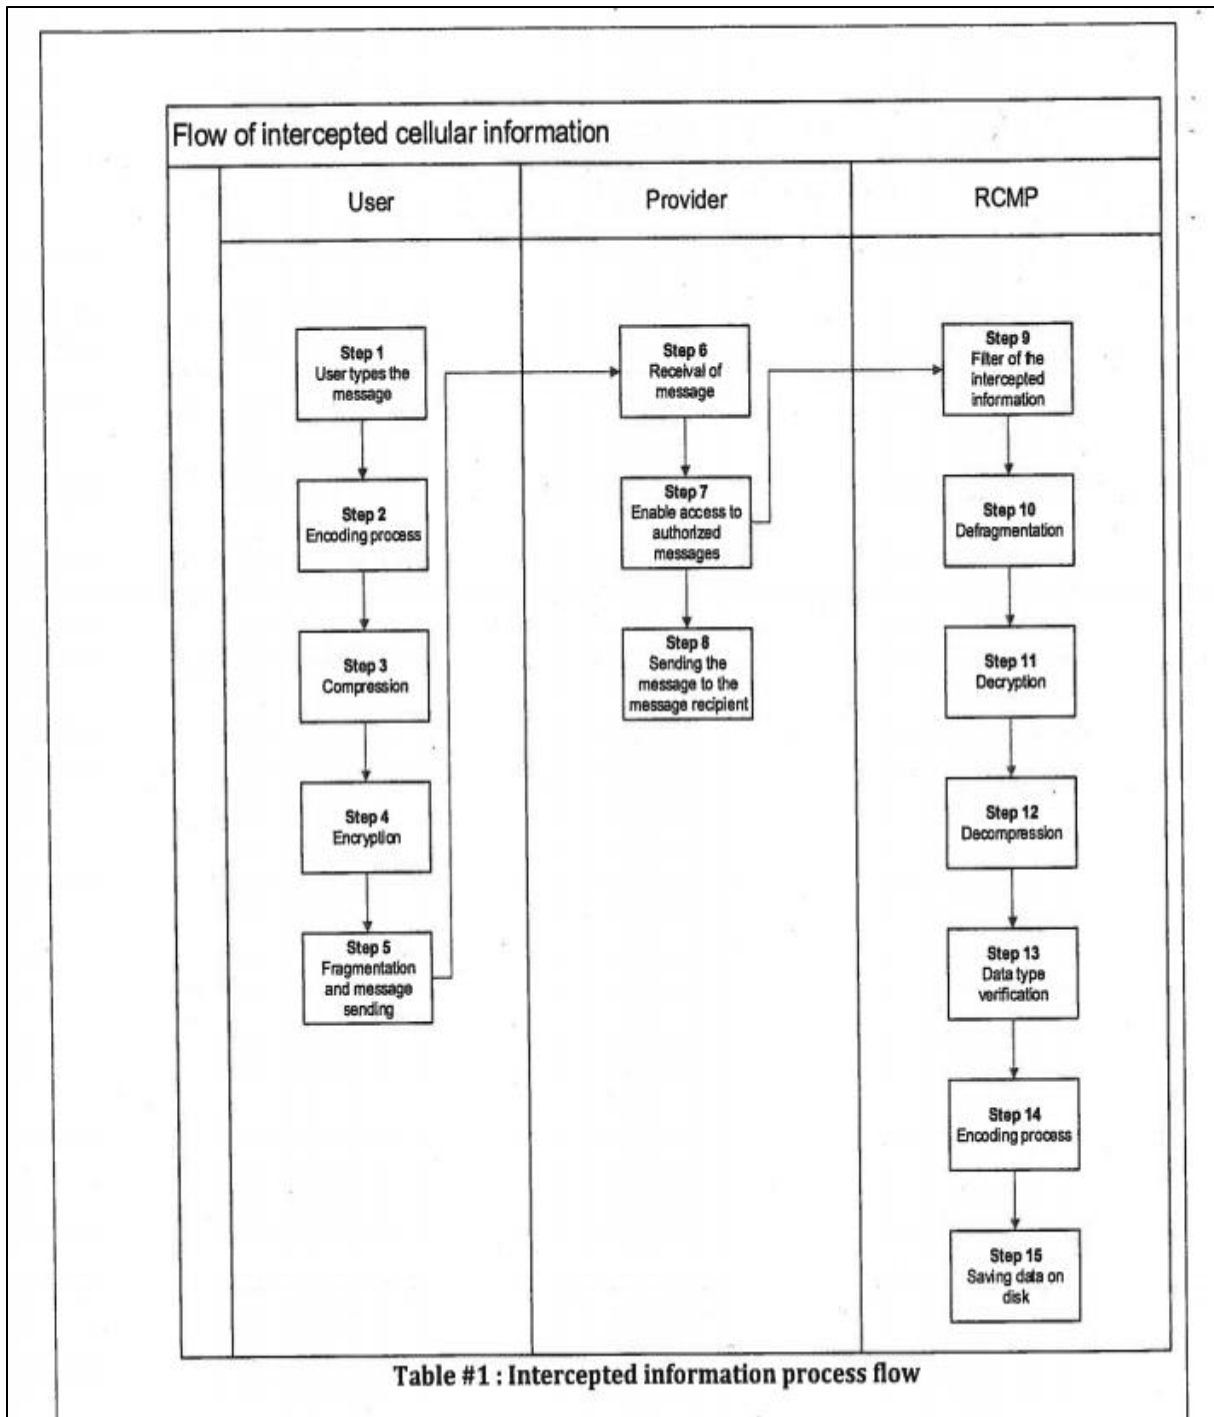 Flow of intercepted cellular information
User
Provider
RCMP
Step 1
User types the
message
Step 2
Encoding process
Step 3
Compression
Step 4
Encryption
Step 5
Fragmentation
and message
sending
Step 6
Receival of
message
Step 7
Enable access to
authorized
messages
Step 8
Sending the
message to the
message recipient
Step 9
Filter of the
intercepted
information
Step 10
Defragmentation
Step 11
Decryption
Step 12
Decompression
Step 13
Data type
verification
Step 14
Encoding process
Step 15
Saving data on
disk
Table #1 : Intercepted information process flow